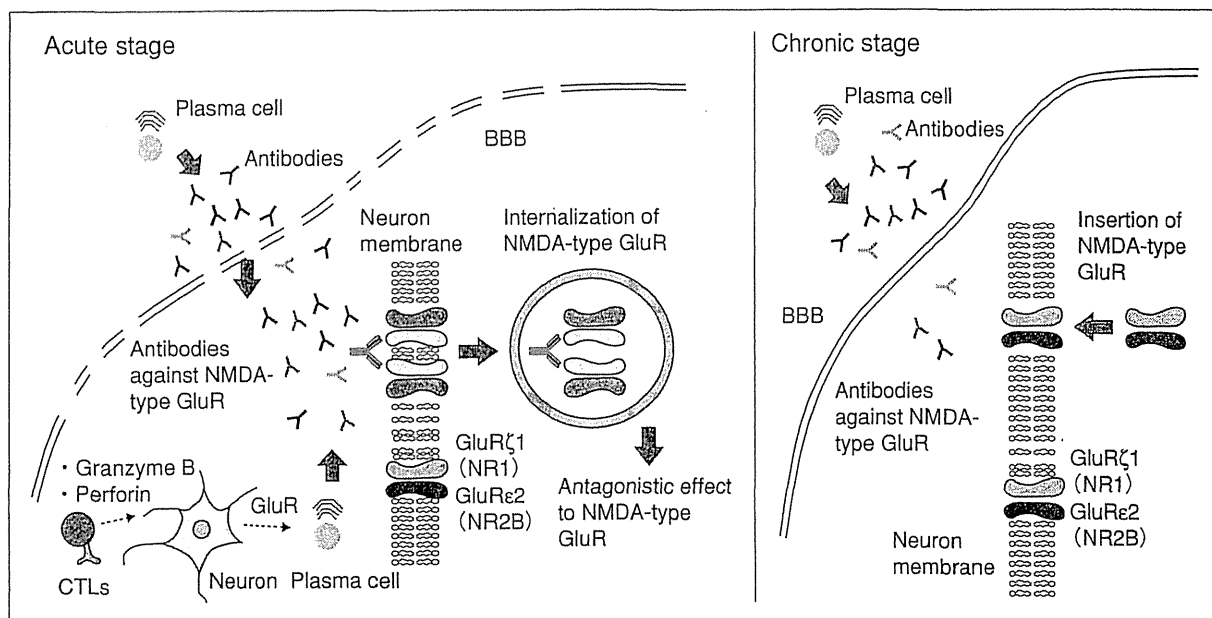 Acute stage
Plasma cell
Antibodies
BBB
Neuron
membrane
Internalization of
NMDA-type GluR
Antibodies
against NMDA-
type GluR
• Granzyme B
• Perforin
GluR
CTLs
Neuron
Plasma cell
GluRζ1
(NR1)
GluRε2
(NR2B)
Antagonistic effect
to NMDA-type
GluR
Chronic stage
Plasma cell
Antibodies
BBB
Insertion of
NMDA-type
GluR
Antibodies
against NMDA-
type GluR
GluRζ1
(NR1)
GluRε2
(NR2B)
Neuron
membrane